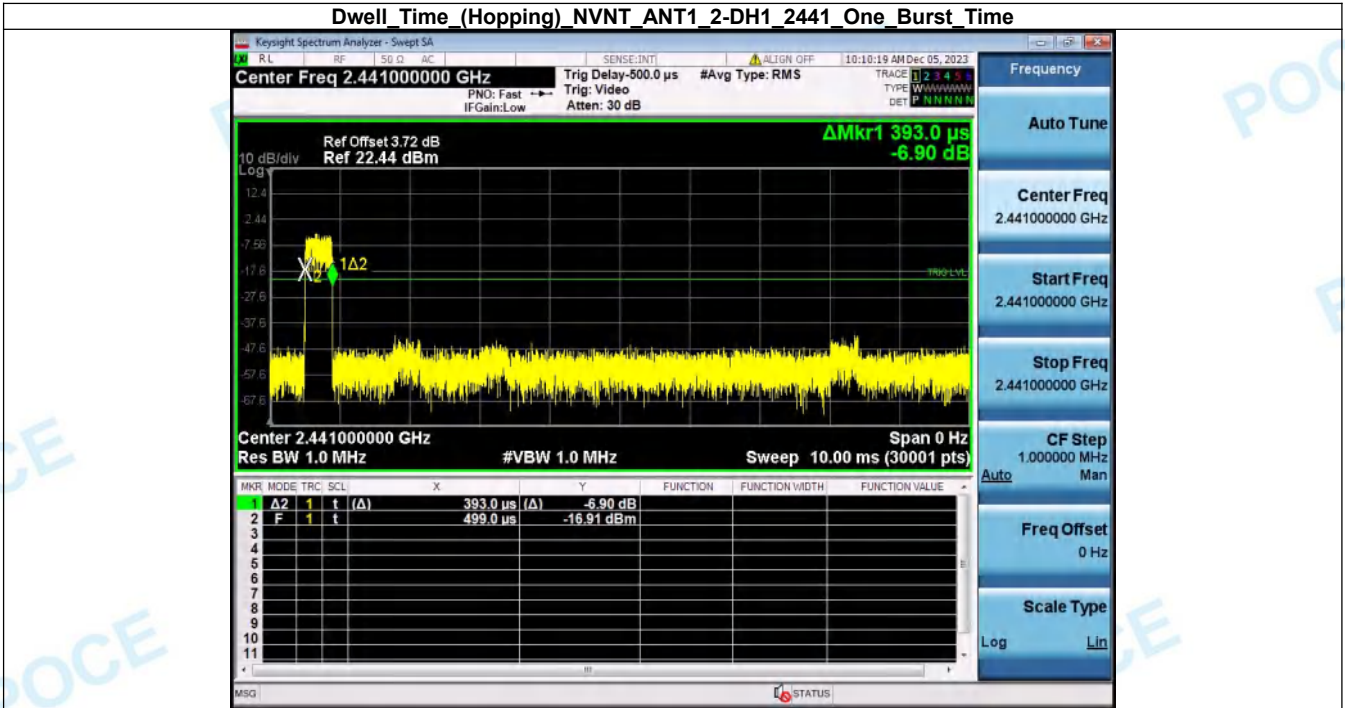 Dwell_Time_(Hopping)_NVNT_ANT1_2-DH1_2441_One_Burst_Time
Keysight Spectrum Analyzer - Swept SA
RL RF 50 Ω AC SENSE:INT ALIGN OFF 10:10:19 AM Dec 05, 2023
Center Freq 2.441000000 GHz
PNO: Fast
IFGain:Low
Trig Delay-500.0 µs
Trig: Video
Atten: 30 dB
#Avg Type: RMS
TRACE 1 2 3 4 5 6
TYPE WWWWWW
DET P N N N N N
ΔMkr1 393.0 µs
-6.90 dB
Ref Offset 3.72 dB
10 dB/div Ref 22.44 dBm
Log
12.4
2.44
-7.56
-17.6
-27.6
-37.6
-47.6
-57.6
-67.6
X2 1Δ2
TRIG LVL
Center 2.441000000 GHz Span 0 Hz
Res BW 1.0 MHz #VBW 1.0 MHz Sweep 10.00 ms (30001 pts)
MKR MODE TRC SCL X Y FUNCTION FUNCTION WIDTH FUNCTION VALUE
1 Δ2 1 t (Δ) 393.0 µs (Δ) -6.90 dB
2 F 1 t 499.0 µs -16.91 dBm
3
4
5
6
7
8
9
10
11
MSG STATUS
Frequency
Auto Tune
Center Freq
2.441000000 GHz
Start Freq
2.441000000 GHz
Stop Freq
2.441000000 GHz
CF Step
1.000000 MHz
Auto Man
Freq Offset
0 Hz
Scale Type
Log Lin
POCE